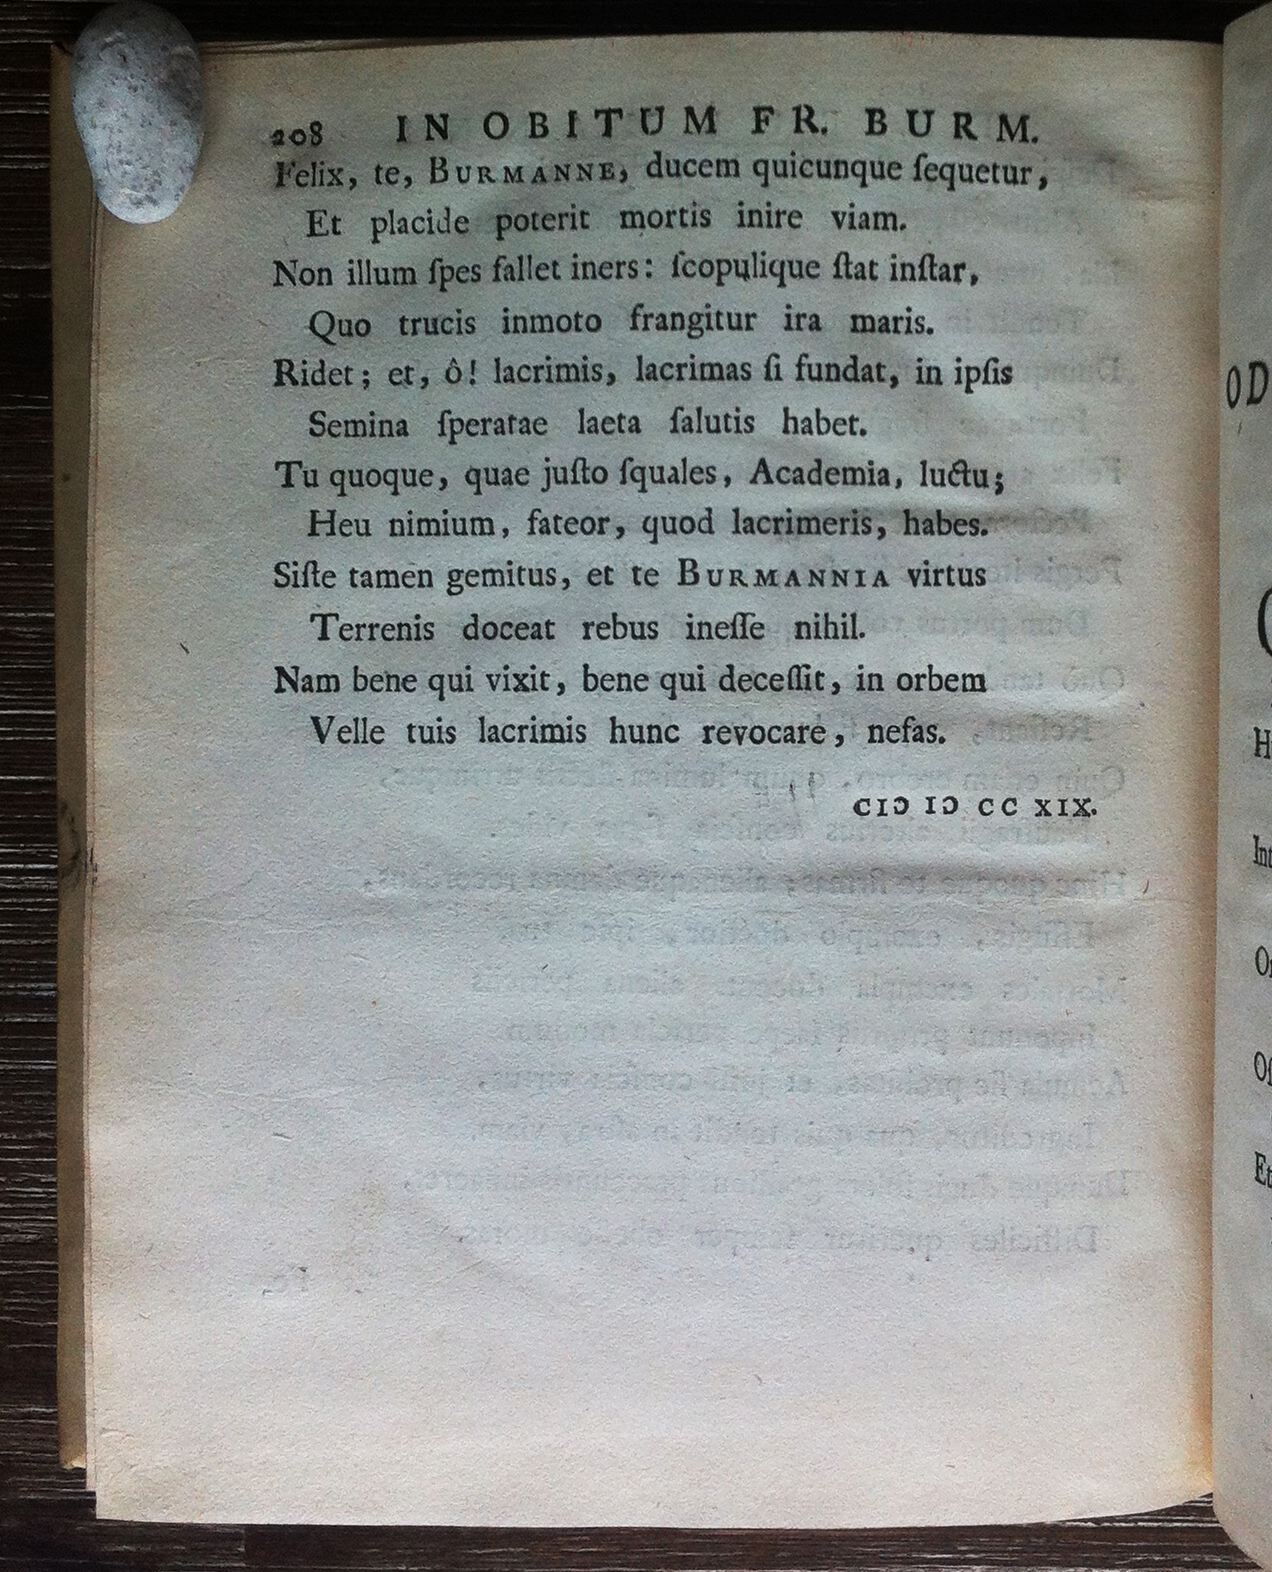 208 IN OBITUM FR. BURM.
Felix, te, BURMANNE, ducem quicunque ſequetur,
Et placide poterit mortis inire viam.
Non illum ſpes fallet iners: ſcopulique ſtat inſtar,
Quo trucis inmoto frangitur ira maris.
Ridet; et, ô! lacrimis, lacrimas ſi fundat, in ipſis
Semina ſperatae laeta ſalutis habet.
Tu quoque, quae juſto ſquales, Academia, luctu;
Heu nimium, fateor, quod lacrimeris, habes.
Siſte tamen gemitus, et te BURMANNIA virtus
Terrenis doceat rebus ineſſe nihil.
Nam bene qui vixit, bene qui deceſſit, in orbem
Velle tuis lacrimis hunc revocare, nefas.
CIↃ IↃ CC XIX.
OD
H
Int
Et